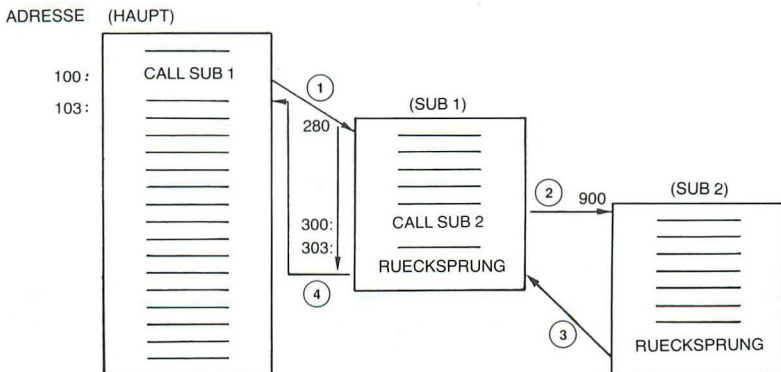 ADRESSE (HAUPT)
100: CALL SUB 1
103:
1
(SUB 1)
280
300: CALL SUB 2
303:
RUECKSPRUNG
4
2
900
(SUB 2)
3
RUECKSPRUNG